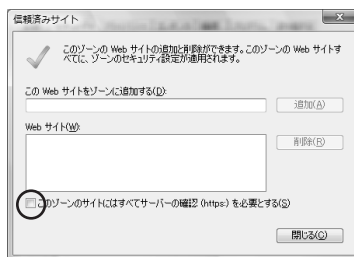 信頼済みサイト
このゾーンの Web サイトの追加と削除ができます。このゾーンの Web サイトす
べてに、ゾーンのセキュリティ設定が適用されます。
この Web サイトをゾーンに追加する(D):
追加(A)
Web サイト(W):
削除(R)
このゾーンのサイトにはすべてサーバーの確認 (https:) を必要とする(S)
閉じる(C)